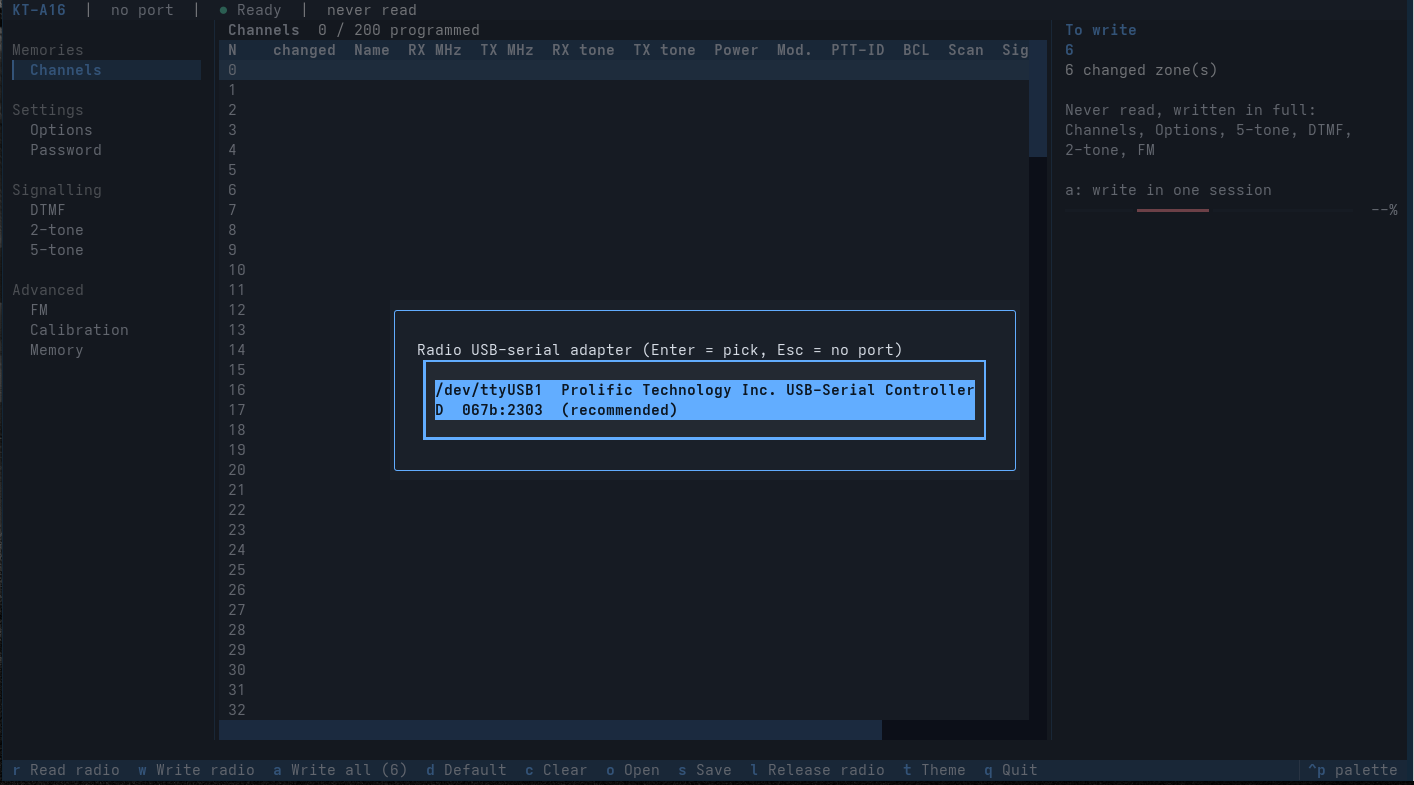 KT-A16 | no port | ● Ready | never read
Channels 0 / 200 programmed
N changed Name RX MHz TX MHz RX tone TX tone Power Mod. PTT-ID BCL Scan Sig
0
1
2
3
4
5
6
7
8
9
10
11
12
13
14
15
16
17
18
19
20
21
22
23
24
25
26
27
28
29
30
31
32
Memories
Channels
Settings
Options
Password
Signalling
DTMF
2-tone
5-tone
Advanced
FM
Calibration
Memory
Radio USB-serial adapter (Enter = pick, Esc = no port)
/dev/ttyUSB1 Prolific Technology Inc. USB-Serial Controller
D 067b:2303 (recommended)
To write
6
6 changed zone(s)
Never read, written in full:
Channels, Options, 5-tone, DTMF,
2-tone, FM
a: write in one session
--%
r Read radio w Write radio a Write all (6) d Default c Clear o Open s Save l Release radio t Theme q Quit ^p palette